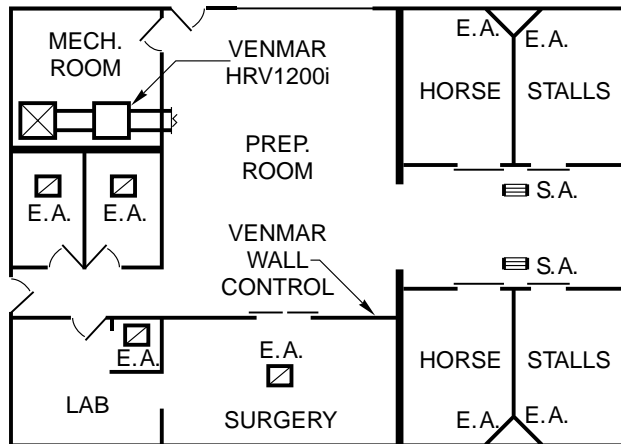 MECH.
ROOM
VENMAR
HRV1200i
E.A.
E.A.
HORSE
STALLS
PREP.
ROOM
E.A.
E.A.
S.A.
VENMAR
WALL
CONTROL
S.A.
E.A.
E.A.
HORSE
STALLS
LAB
SURGERY
E.A.
E.A.